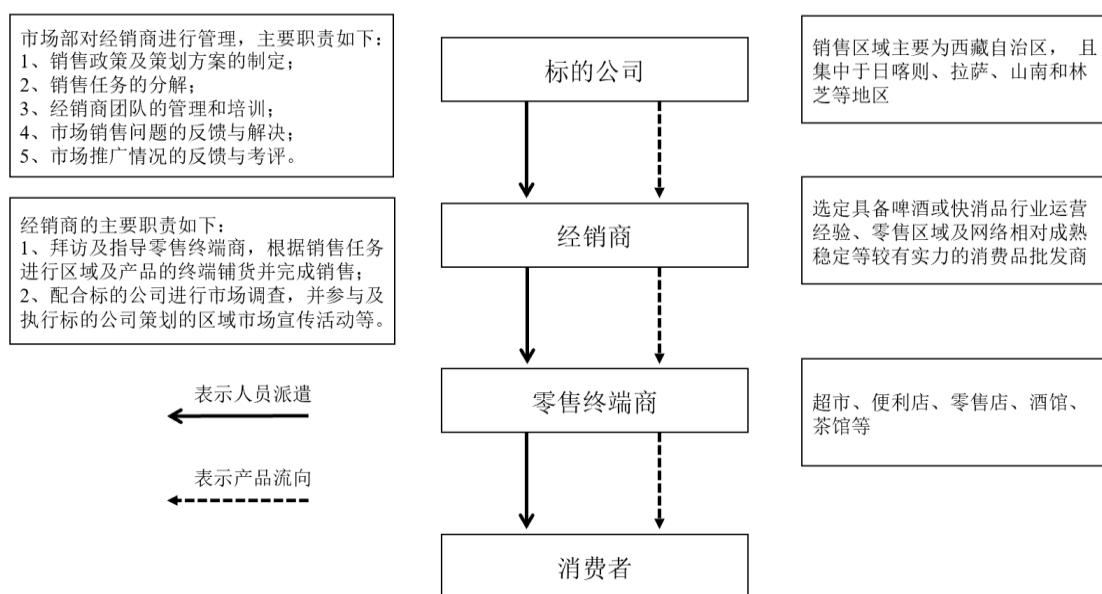 市场部对经销商进行管理，主要职责如下：
1、销售政策及策划方案的制定；
2、销售任务的分解；
3、经销商团队的管理和培训；
4、市场销售问题的反馈与解决；
5、市场推广情况的反馈与考评。
标的公司
销售区域主要为西藏自治区， 且
集中于日喀则、拉萨、山南和林
芝等地区
经销商的主要职责如下：
1、拜访及指导零售终端商，根据销售任务
进行区域及产品的终端铺货并完成销售；
2、配合标的公司进行市场调查，并参与及
执行标的公司策划的区域市场宣传活动等。
经销商
选定具备啤酒或快消品行业运营
经验、零售区域及网络相对成熟
稳定等较有实力的消费品批发商
表示人员派遣
零售终端商
超市、便利店、零售店、酒馆、
茶馆等
表示产品流向
消费者